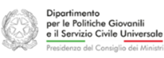 Dipartimento
per le Politiche Giovanili
e il Servizio Civile Universale
Presidenza del Consiglio dei Ministri